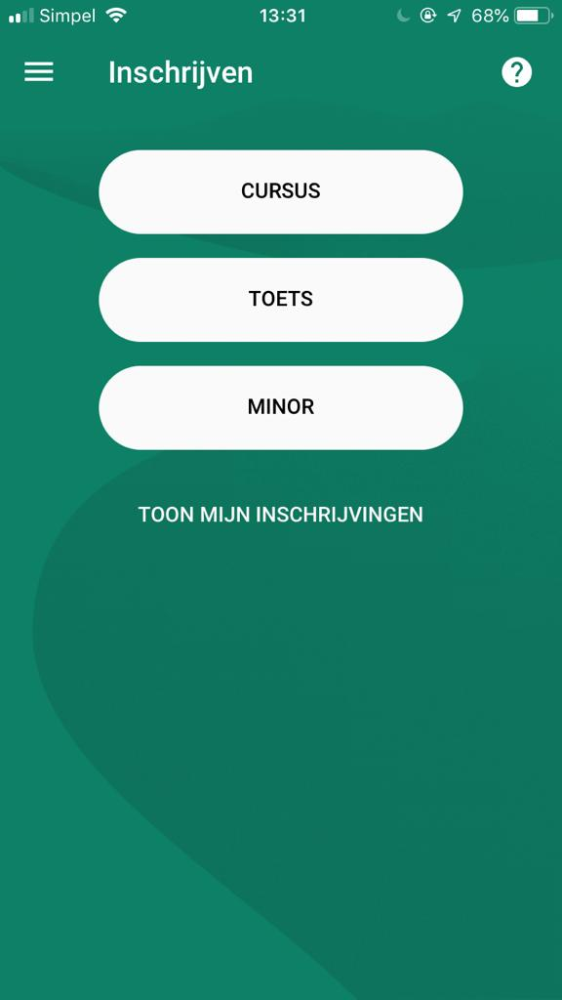 Simpel 13:31 68%
Inschrijven
CURSUS
TOETS
MINOR
TOON MIJN INSCHRIJVINGEN